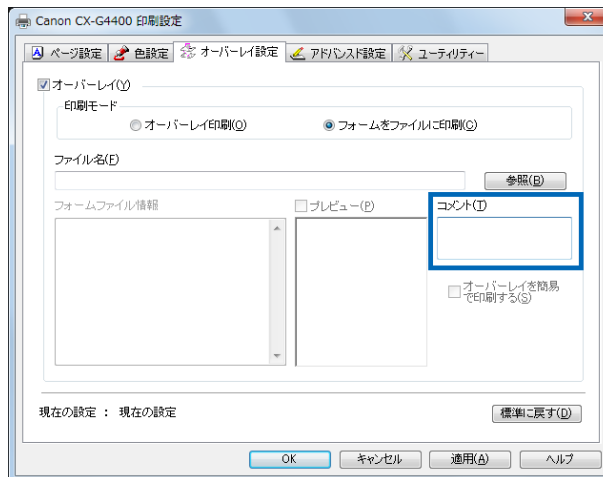 Canon CX-G4400 印刷設定
ページ設定 色設定 オーバーレイ設定 アドバンスド設定 ユーティリティー
オーバーレイ(Y)
印刷モード
オーバーレイ印刷(O) フォームをファイルに印刷(C)
ファイル名(F)
参照(B)
フォームファイル情報 プレビュー(P) コメント(T)
オーバーレイを簡易
で印刷する(S)
現在の設定 : 現在の設定 標準に戻す(D)
OK キャンセル 適用(A) ヘルプ